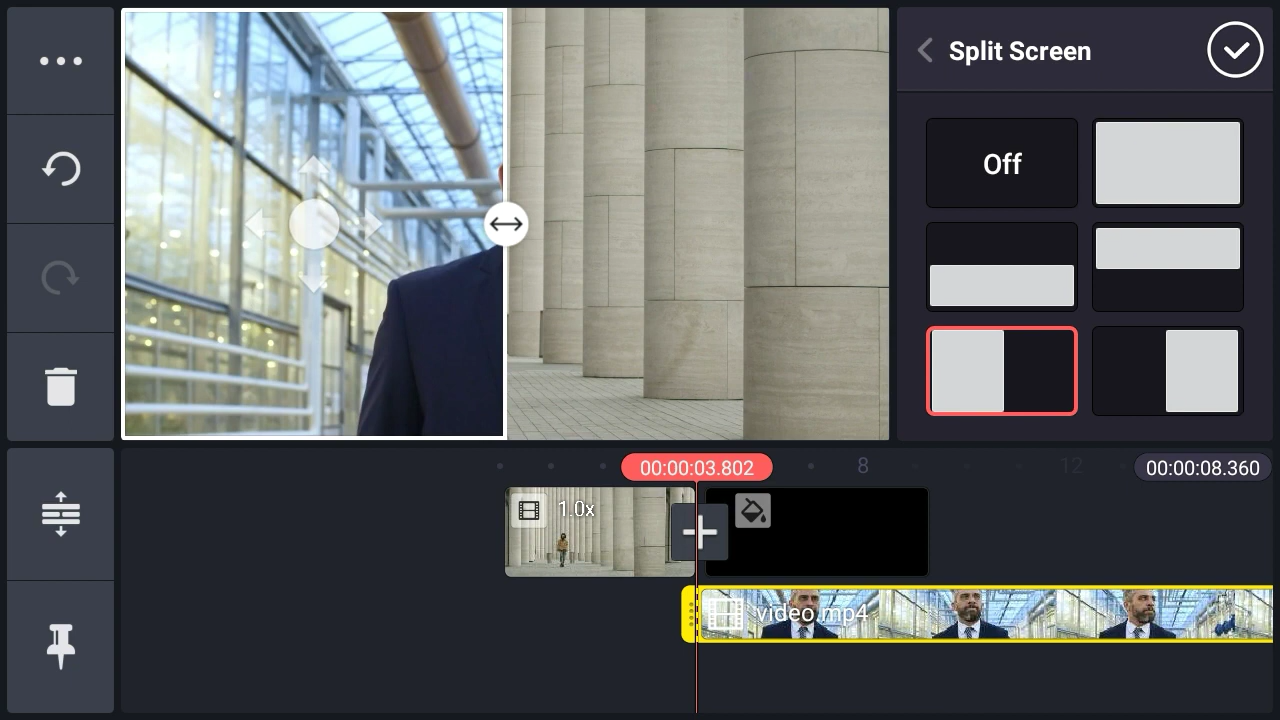 Split Screen
Off
00:00:03.802
8
12
00:00:08.360
1.0x
video.mp4